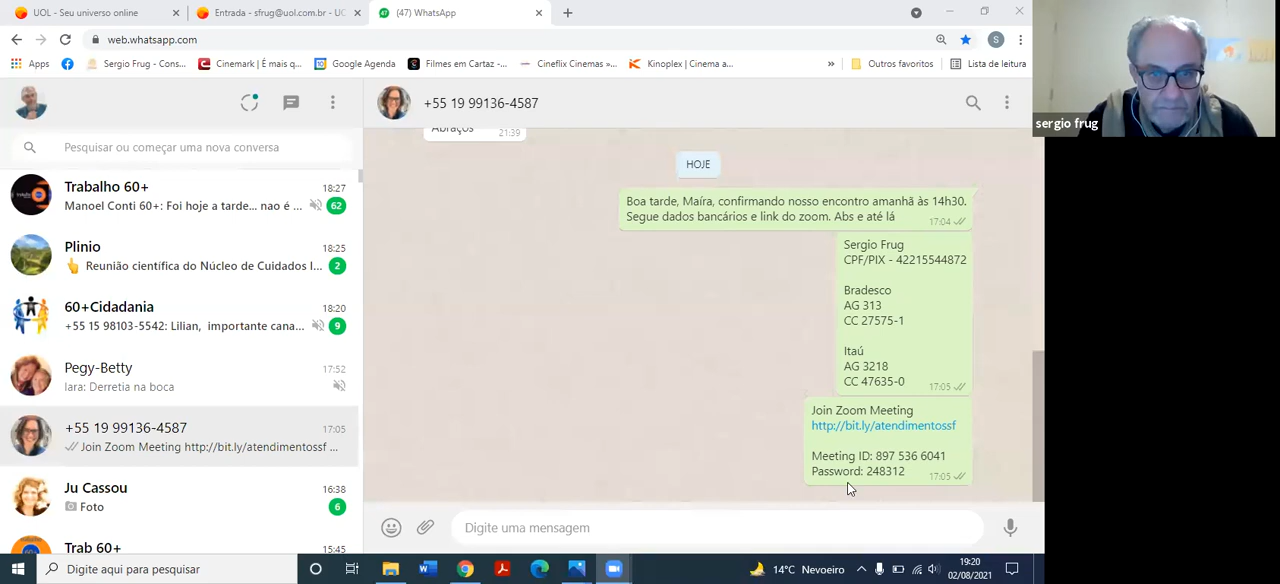 UOL - Seu universo online
Entrada - sfrug@uol.com.br - UC
(47) WhatsApp
web.whatsapp.com
Apps
Sergio Frug - Cons...
Cinemark | É mais q...
Google Agenda
Filmes em Cartaz -...
Cineflix Cinemas »...
Kinoplex | Cinema a...
»
Outros favoritos
Lista de leitura
S
sergio frug
+55 19 99136-4587
Pesquisar ou começar uma nova conversa
Trabalho 60+
18:27
Manoel Conti 60+: Foi hoje a tarde... nao é ...
62
Plinio
18:25
👆 Reunião científica do Núcleo de Cuidados I...
2
60+Cidadania
18:20
+55 15 98103-5542: Lilian, importante cana...
9
Pegy-Betty
17:52
Iara: Derretia na boca
+55 19 99136-4587
17:05
Join Zoom Meeting http://bit.ly/atendimentossf ...
Ju Cassou
16:38
Foto
6
Trab 60+
15:45
Abraços
21:39
HOJE
Boa tarde, Maíra, confirmando nosso encontro amanhã às 14h30.
Segue dados bancários e link do zoom. Abs e até lá
17:04
Sergio Frug
CPF/PIX - 42215544872
Bradesco
AG 313
CC 27575-1
Itaú
AG 3218
CC 47635-0
17:05
Join Zoom Meeting
http://bit.ly/atendimentossf
Meeting ID: 897 536 6041
Password: 248312
17:05
Digite uma mensagem
Digite aqui para pesquisar
14°C Nevoeiro
19:20
02/08/2021